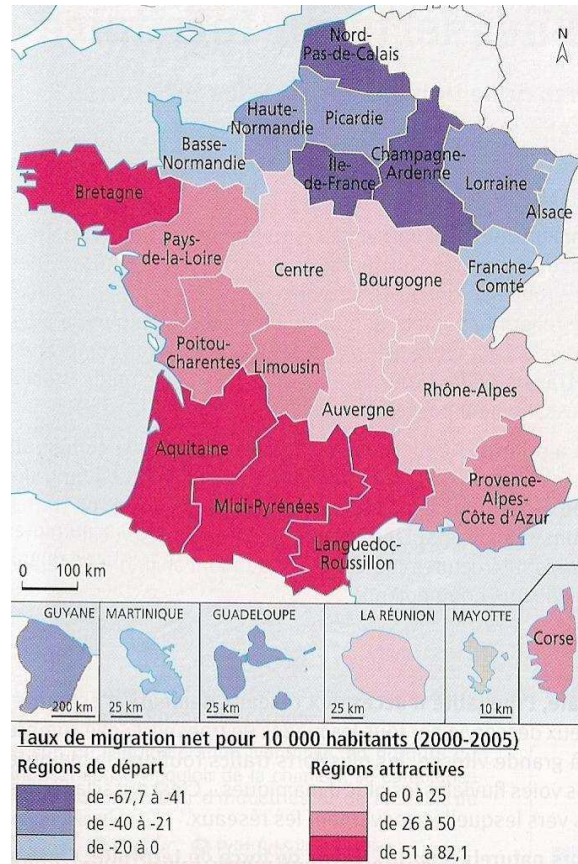 Nord-
Pas-de-Calais
N
Haute-
Normandie
Picardie
Basse-
Normandie
Île-
de-France
Champagne-
Ardenne
Lorraine
Alsace
Bretagne
Pays-
de-la-Loire
Centre
Bourgogne
Franche-
Comté
Poitou-
Charentes
Limousin
Auvergne
Rhône-Alpes
Aquitaine
Midi-Pyrénées
Languedoc-
Roussillon
Provence-
Alpes-
Côte d'Azur
0 100 km
GUYANE
200 km
MARTINIQUE
25 km
GUADELOUPE
25 km
LA RÉUNION
25 km
MAYOTTE
10 km
Corse
Taux de migration net pour 10 000 habitants (2000-2005)
Régions de départ
de -67,7 à -41
de -40 à -21
de -20 à 0
Régions attractives
de 0 à 25
de 26 à 50
de 51 à 82,1